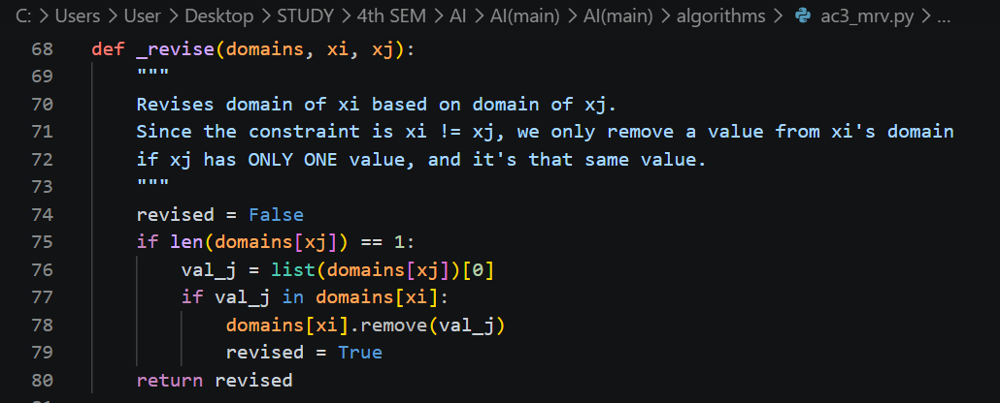 C: > Users > User > Desktop > STUDY > 4th SEM > AI > AI(main) > AI(main) > algorithms > ac3_mrv.py > ...
68 def _revise(domains, xi, xj):
69     """
70     Revises domain of xi based on domain of xj.
71     Since the constraint is xi != xj, we only remove a value from xi's domain
72     if xj has ONLY ONE value, and it's that same value.
73     """
74     revised = False
75     if len(domains[xj]) == 1:
76         val_j = list(domains[xj])[0]
77         if val_j in domains[xi]:
78             domains[xi].remove(val_j)
79             revised = True
80     return revised